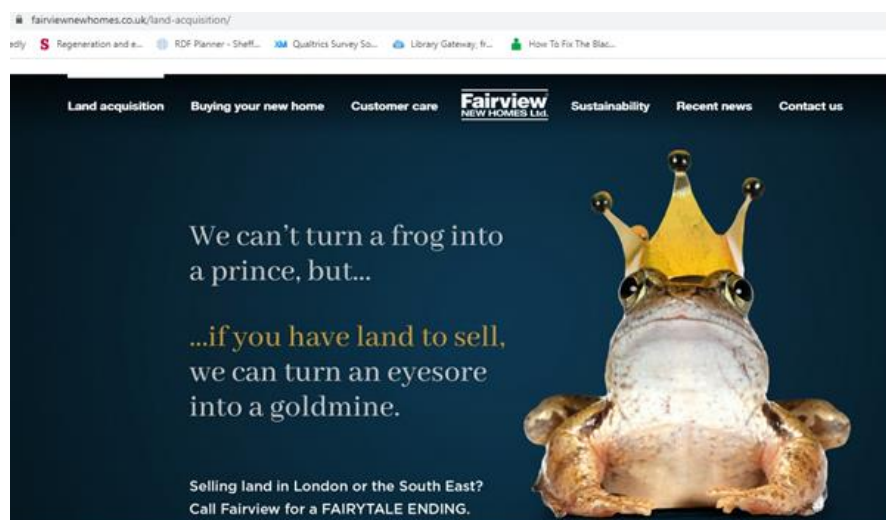 fairviewnewhomes.co.uk/land-acquisition/
edly S Regeneration and e... RDF Planner - Sheff... XM Qualtrics Survey So... Library Gateway, fr... How To Fix The Blac...
Land acquisition Buying your new home Customer care Fairview Sustainability Recent news Contact us
NEW HOMES Ltd.
We can't turn a frog into
a prince, but...
...if you have land to sell,
we can turn an eyesore
into a goldmine.
Selling land in London or the South East?
Call Fairview for a FAIRYTALE ENDING.